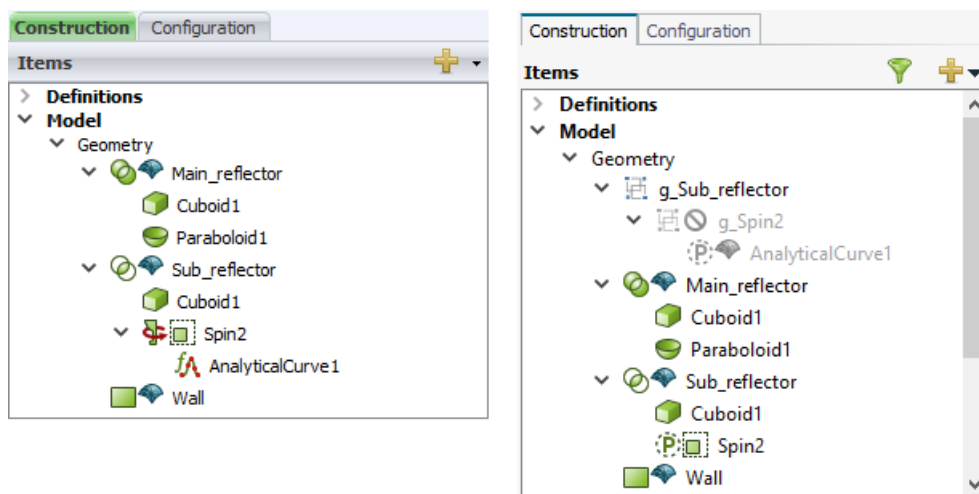 Construction Configuration
Items
Definitions
Model
Geometry
Main_reflector
Cuboid1
Paraboloid1
Sub_reflector
Cuboid1
Spin2
AnalyticalCurve1
Wall
Construction Configuration
Items
Definitions
Model
Geometry
g_Sub_reflector
g_Spin2
P AnalyticalCurve1
Main_reflector
Cuboid1
Paraboloid1
Sub_reflector
Cuboid1
P Spin2
Wall